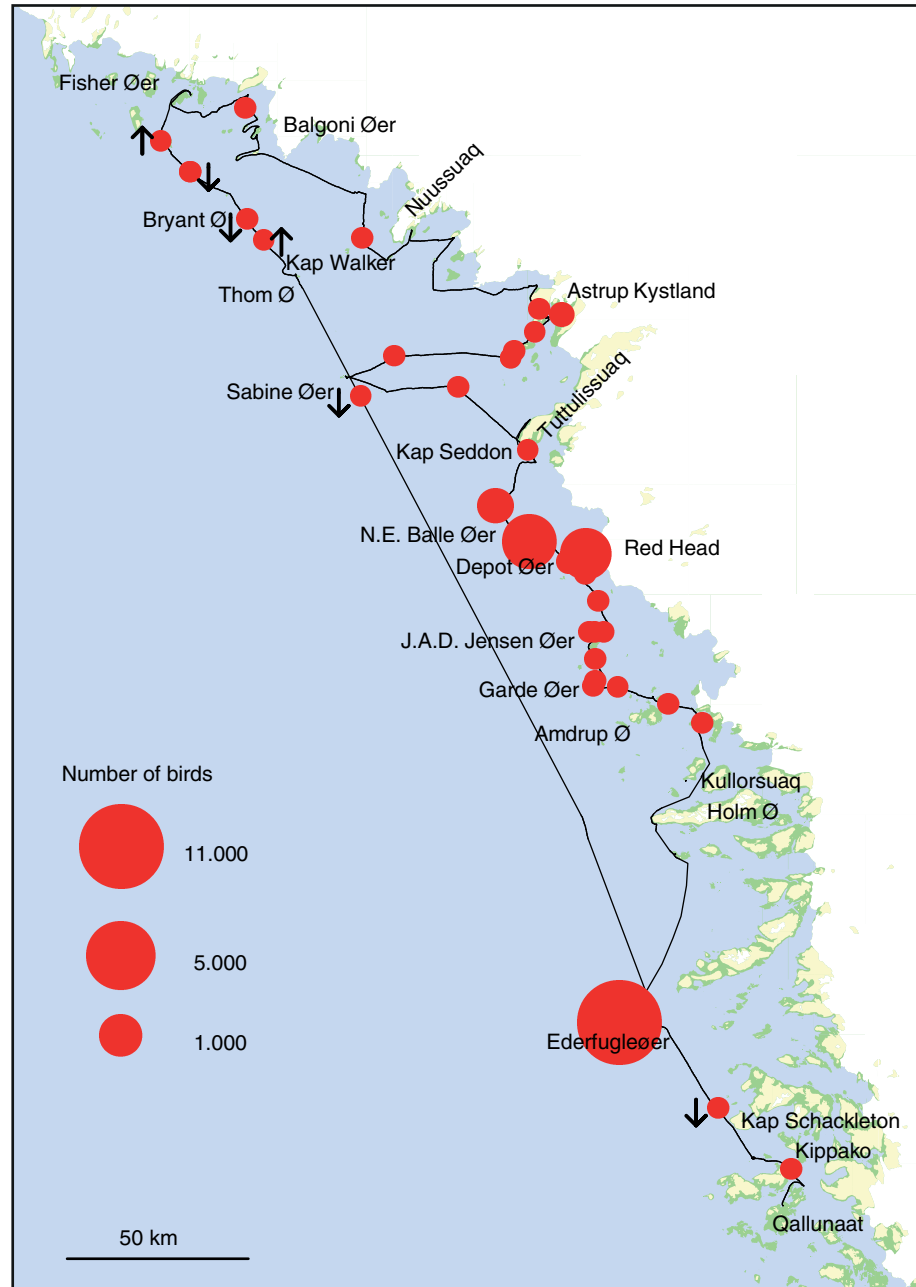 Fisher Øer
Balgoni Øer
Nuussuaq
Bryant Ø
Kap Walker
Thom Ø
Astrup Kystland
Sabine Øer
Tuttulissuaq
Kap Seddon
N.E. Balle Øer
Red Head
Depot Øer
J.A.D. Jensen Øer
Garde Øer
Amdrup Ø
Number of birds
Kullorsuaq
Holm Ø
11.000
5.000
1.000
Ederfugleøer
Kap Schackleton
Kippako
Qallunaat
50 km